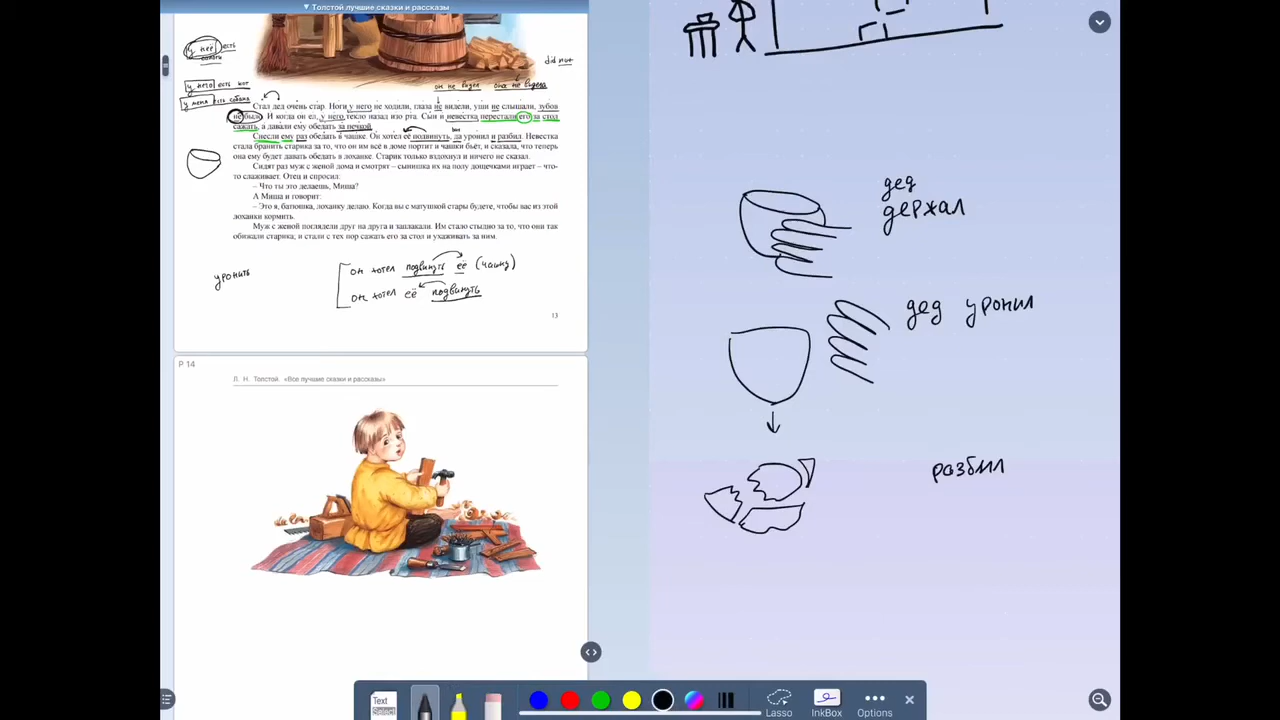 Толстой лучшие сказки и рассказы
у неё есть
did not
он не видел она не видела
у него есть кот
у меня есть собака
Стал дед очень стар. Ноги у него не ходили, глаза не видели, уши не слышали, зубов
не было. И когда он ел, у него текло назад изо рта. Сын и невестка перестали его за стол
сажать, а давали ему обедать за печкой.
Снесли ему раз обедать в чашке. Он хотел её подвинуть, да уронил и разбил. Невестка
стала бранить старика за то, что он им всё в доме портит и чашки бьёт, и сказала, что теперь
она ему будет давать обедать в лоханке. Старик только вздохнул и ничего не сказал.
Сидят раз муж с женой дома и смотрят – сынишка их на полу дощечками играет – что-
то слаживает. Отец и спросил:
– Что ты это делаешь, Миша?
А Миша и говорит:
– Это я, батюшка, лоханку делаю. Когда вы с матушкой стары будете, чтобы вас из этой
лоханки кормить.
Муж с женой поглядели друг на друга и заплакали. Им стало стыдно за то, что они так
обижали старика; и стали с тех пор сажать его за стол и ухаживать за ним.
уронить
он хотел подвинуть её (чашку)
он хотел её подвинуть
13
P 14
Л. Н. Толстой. «Все лучшие сказки и рассказы»
дед
держал
дед уронил
разбил
Text
Select
Lasso
InkBox
Options